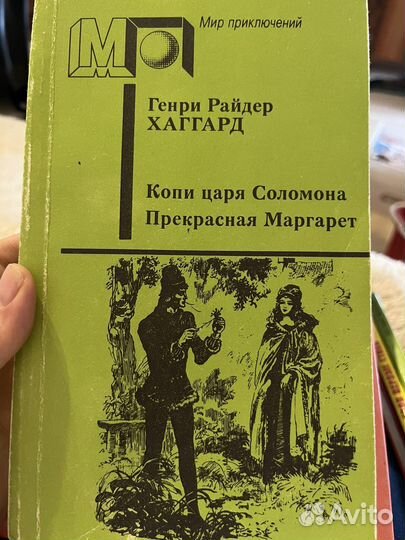 МП
Мир приключений
Генри Райдер
ХАГГАРД
Копи царя Соломона
Прекрасная Маргарет
Avito